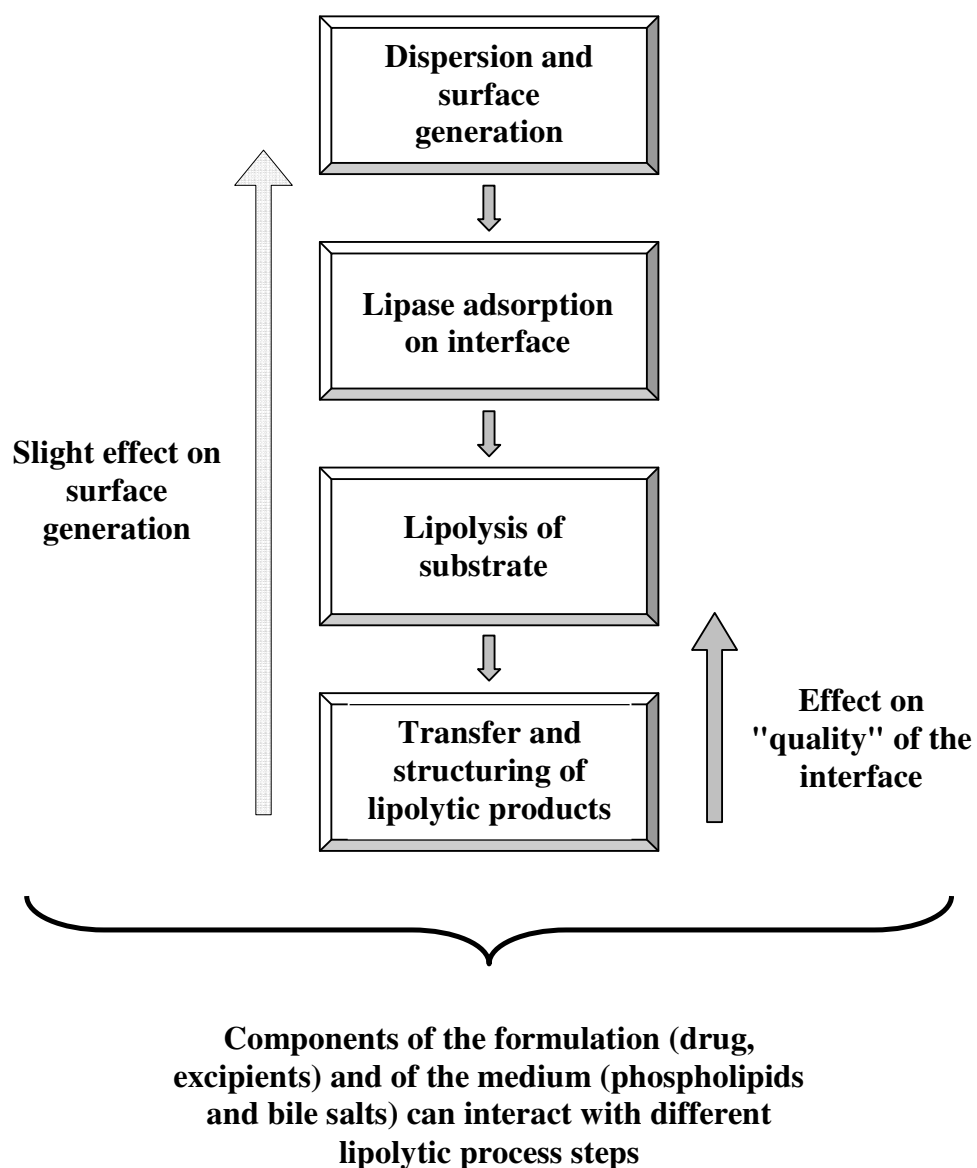 Dispersion and
surface
generation
Lipase adsorption
on interface
Slight effect on
surface
generation
Lipolysis of
substrate
Transfer and
structuring of
lipolytic products
Effect on
"quality" of the
interface
Components of the formulation (drug,
excipients) and of the medium (phospholipids
and bile salts) can interact with different
lipolytic process steps